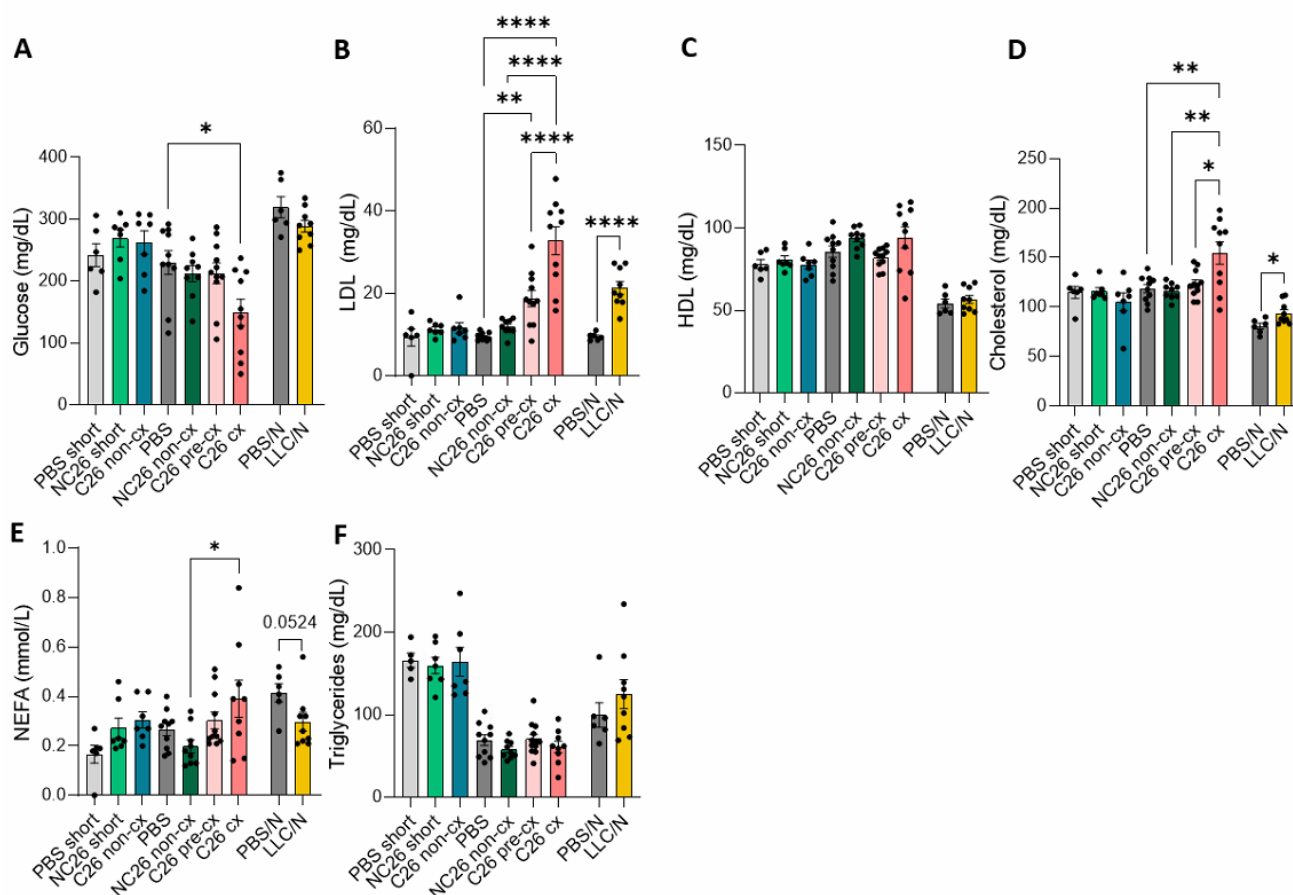 A
Glucose (mg/dL)
400
300
200
100
0
*
PBS short
NC26 short
C26 non-cx
PBS
NC26 non-cx
C26 pre-cx
C26 cx
PBS/N
LLC/N
B
LDL (mg/dL)
60
40
20
0
****
****
**
****
****
PBS short
NC26 short
C26 non-cx
PBS
NC26 non-cx
C26 pre-cx
C26 cx
PBS/N
LLC/N
C
HDL (mg/dL)
150
100
50
0
PBS short
NC26 short
C26 non-cx
PBS
NC26 non-cx
C26 pre-cx
C26 cx
PBS/N
LLC/N
D
Cholesterol (mg/dL)
250
200
150
100
50
0
**
**
*
*
PBS short
NC26 short
C26 non-cx
PBS
NC26 non-cx
C26 pre-cx
C26 cx
PBS/N
LLC/N
E
NEFA (mmol/L)
1.0
0.8
0.6
0.4
0.2
0.0
*
0.0524
PBS short
NC26 short
C26 non-cx
PBS
NC26 non-cx
C26 pre-cx
C26 cx
PBS/N
LLC/N
F
Triglycerides (mg/dL)
300
200
100
0
PBS short
NC26 short
C26 non-cx
PBS
NC26 non-cx
C26 pre-cx
C26 cx
PBS/N
LLC/N